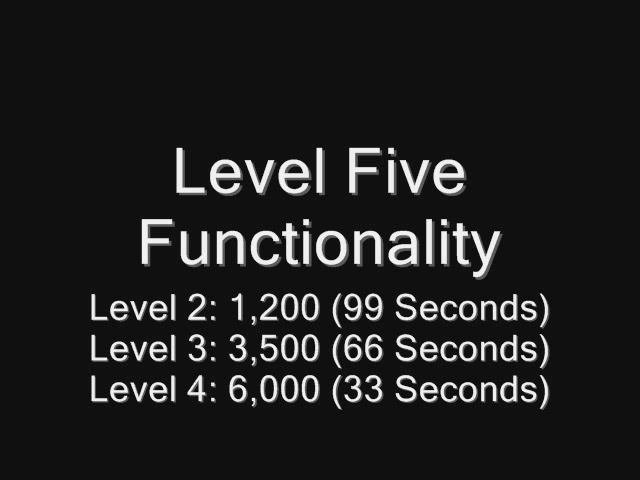 Level Five
Functionality
Level 2: 1,200 (99 Seconds)
Level 3: 3,500 (66 Seconds)
Level 4: 6,000 (33 Seconds)